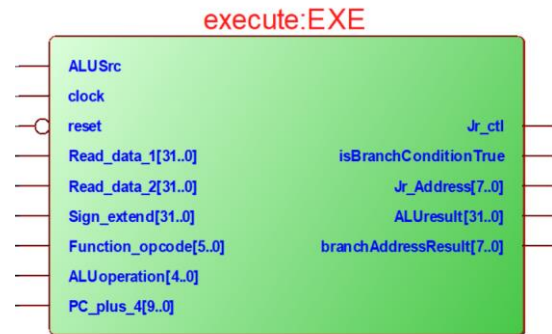 execute:EXE
ALUSrc
clock
reset
Read_data_1[31..0]
Read_data_2[31..0]
Sign_extend[31..0]
Function_opcode[5..0]
ALUoperation[4..0]
PC_plus_4[9..0]
Jr_ctl
isBranchConditionTrue
Jr_Address[7..0]
ALUresult[31..0]
branchAddressResult[7..0]